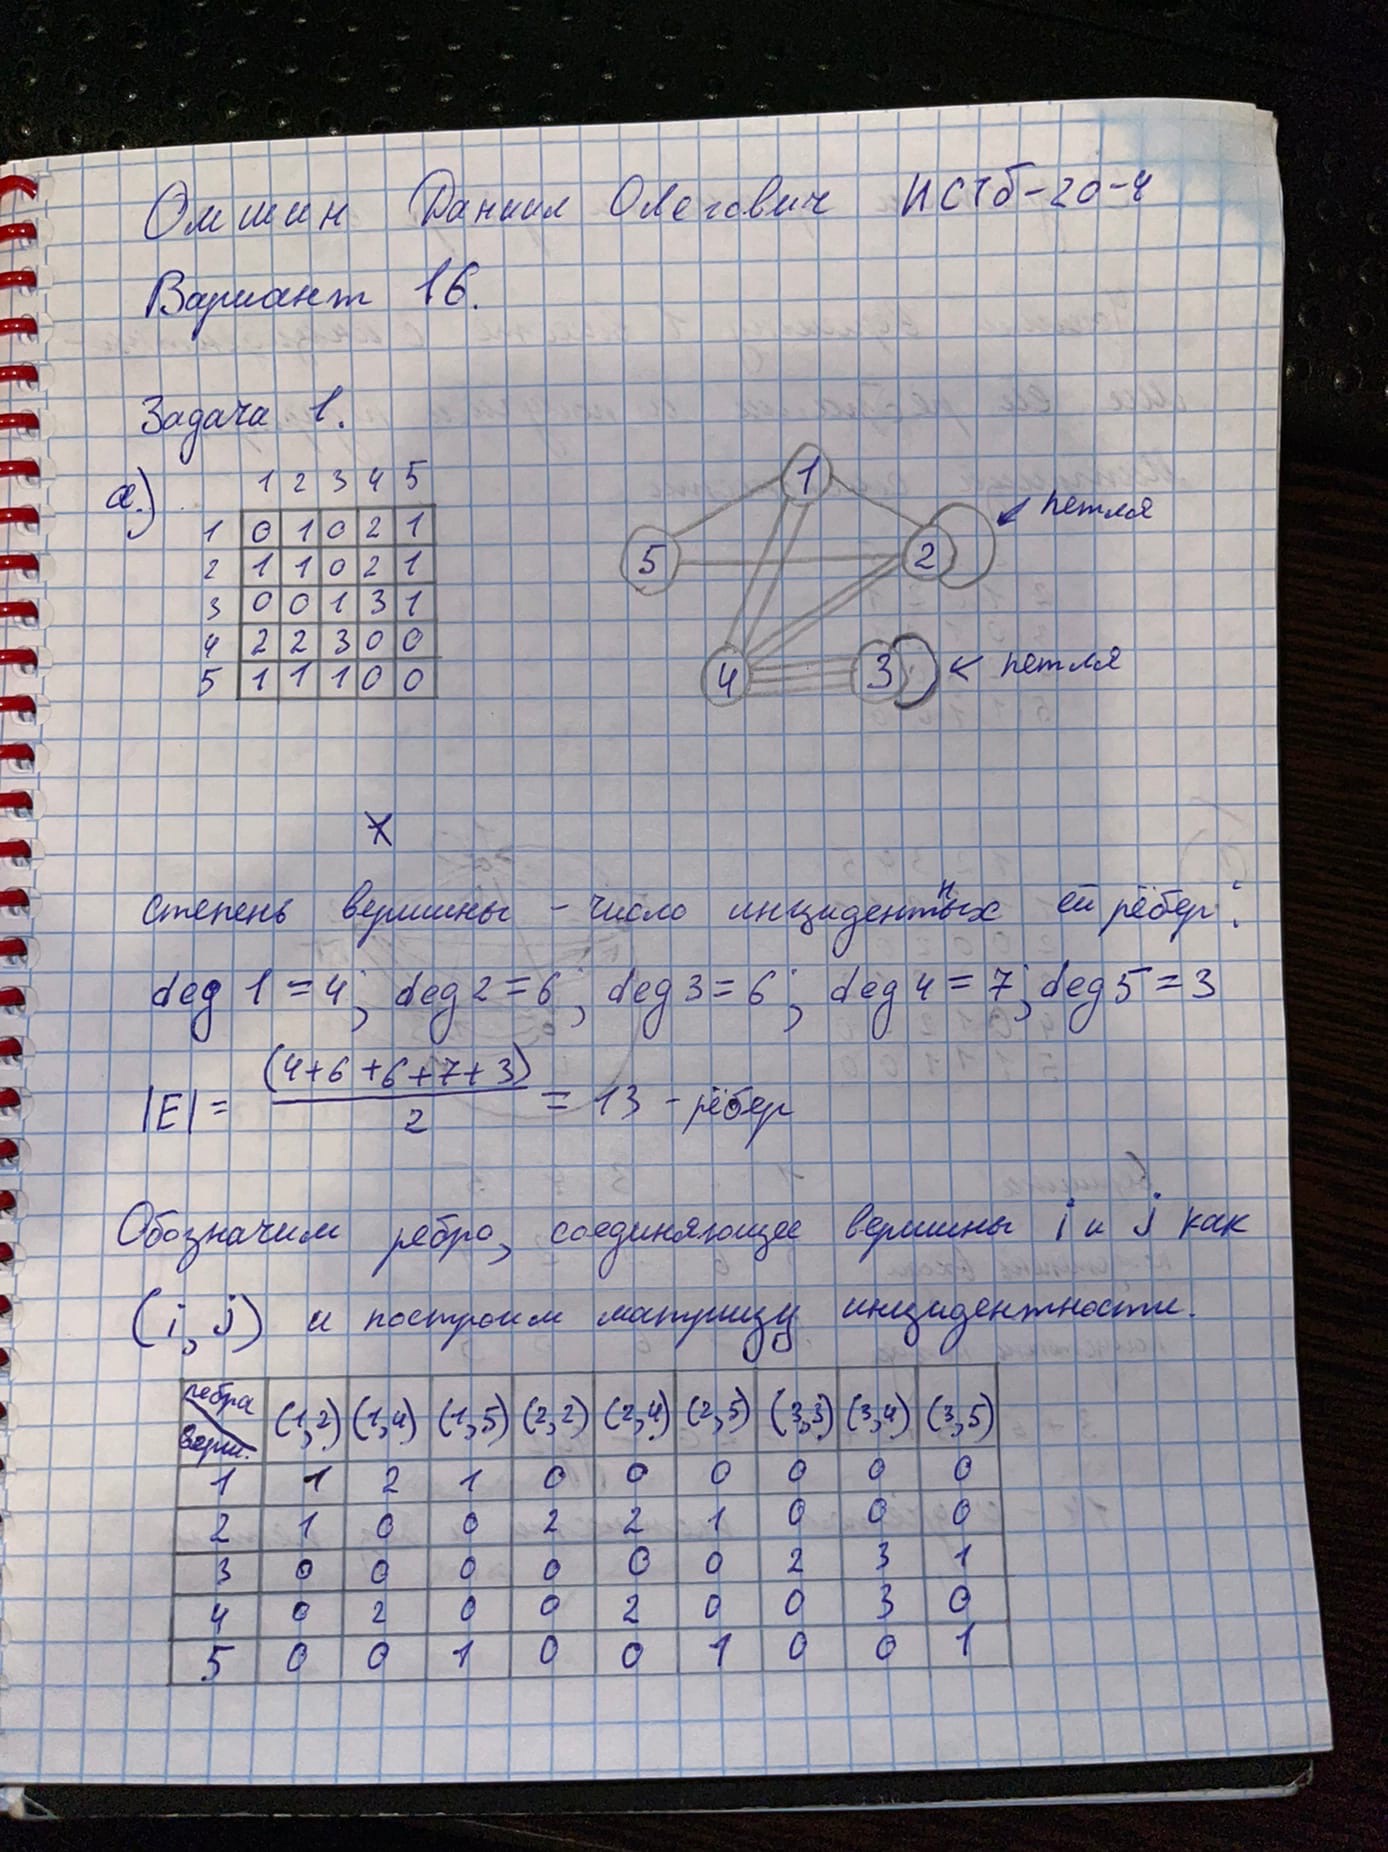 Омшин Даниил Олегович ИСТб-20-4
Вариант 16.
Задача 1.
а.)
1 2 3 4 5
1 0 1 0 2 1
2 1 1 0 2 1
3 0 0 1 3 1
4 2 2 3 0 0
5 1 1 1 0 0
1
5
2
4
3
петля
петля
степень вершины - число инцидентных ей рёбер:
deg 1 = 4; deg 2 = 6; deg 3 = 6; deg 4 = 7; deg 5 = 3
|E| = (4+6+6+7+3) / 2 = 13 - рёбер
Обозначим ребро, соединяющее вершины i и j как
(i, j) и построим матрицу инцидентности.
ребра верш. (1,2) (1,4) (1,5) (2,2) (2,4) (2,5) (3,3) (3,4) (3,5)
1 1 2 1 0 0 0 0 0 0
2 1 0 0 2 2 1 0 0 0
3 0 0 0 0 0 0 2 3 1
4 0 2 0 0 2 0 0 3 0
5 0 0 1 0 0 1 0 0 1